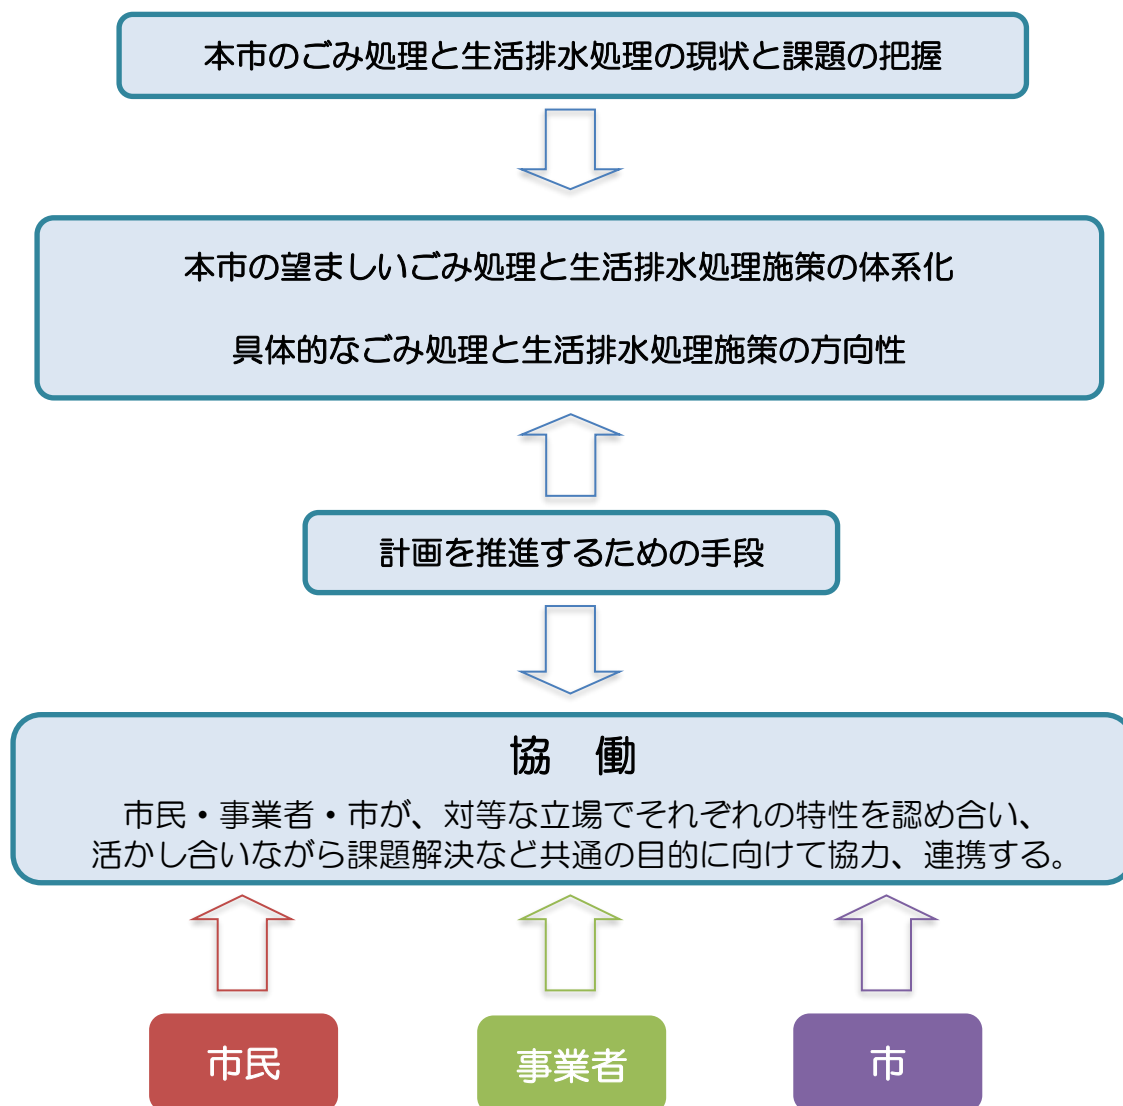 本市のごみ処理と生活排水処理の現状と課題の把握
本市の望ましいごみ処理と生活排水処理施策の体系化
具体的なごみ処理と生活排水処理施策の方向性
計画を推進するための手段
協　働
市民・事業者・市が、対等な立場でそれぞれの特性を認め合い、
活かし合いながら課題解決など共通の目的に向けて協力、連携する。
市民
事業者
市